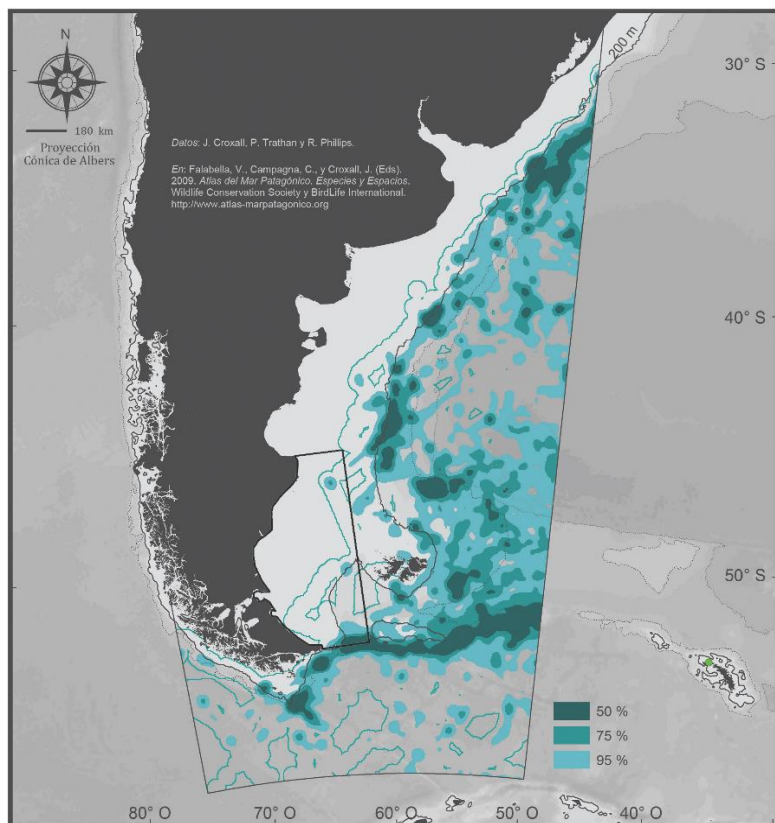 N
180 km
Proyección
Cónica de Albers
200 m
30° S
Datos: J. Croxall, P. Trathan y R. Phillips.
En: Falabella, V., Campagna, C., y Croxall, J. (Eds).
2009. Atlas del Mar Patagónico. Especies y Espacios.
Wildlife Conservation Society y BirdLife International.
http://www.atlas-marpatagonico.org
40° S
50° S
50 %
75 %
95 %
80° O
70° O
60° O
50° O
40° O